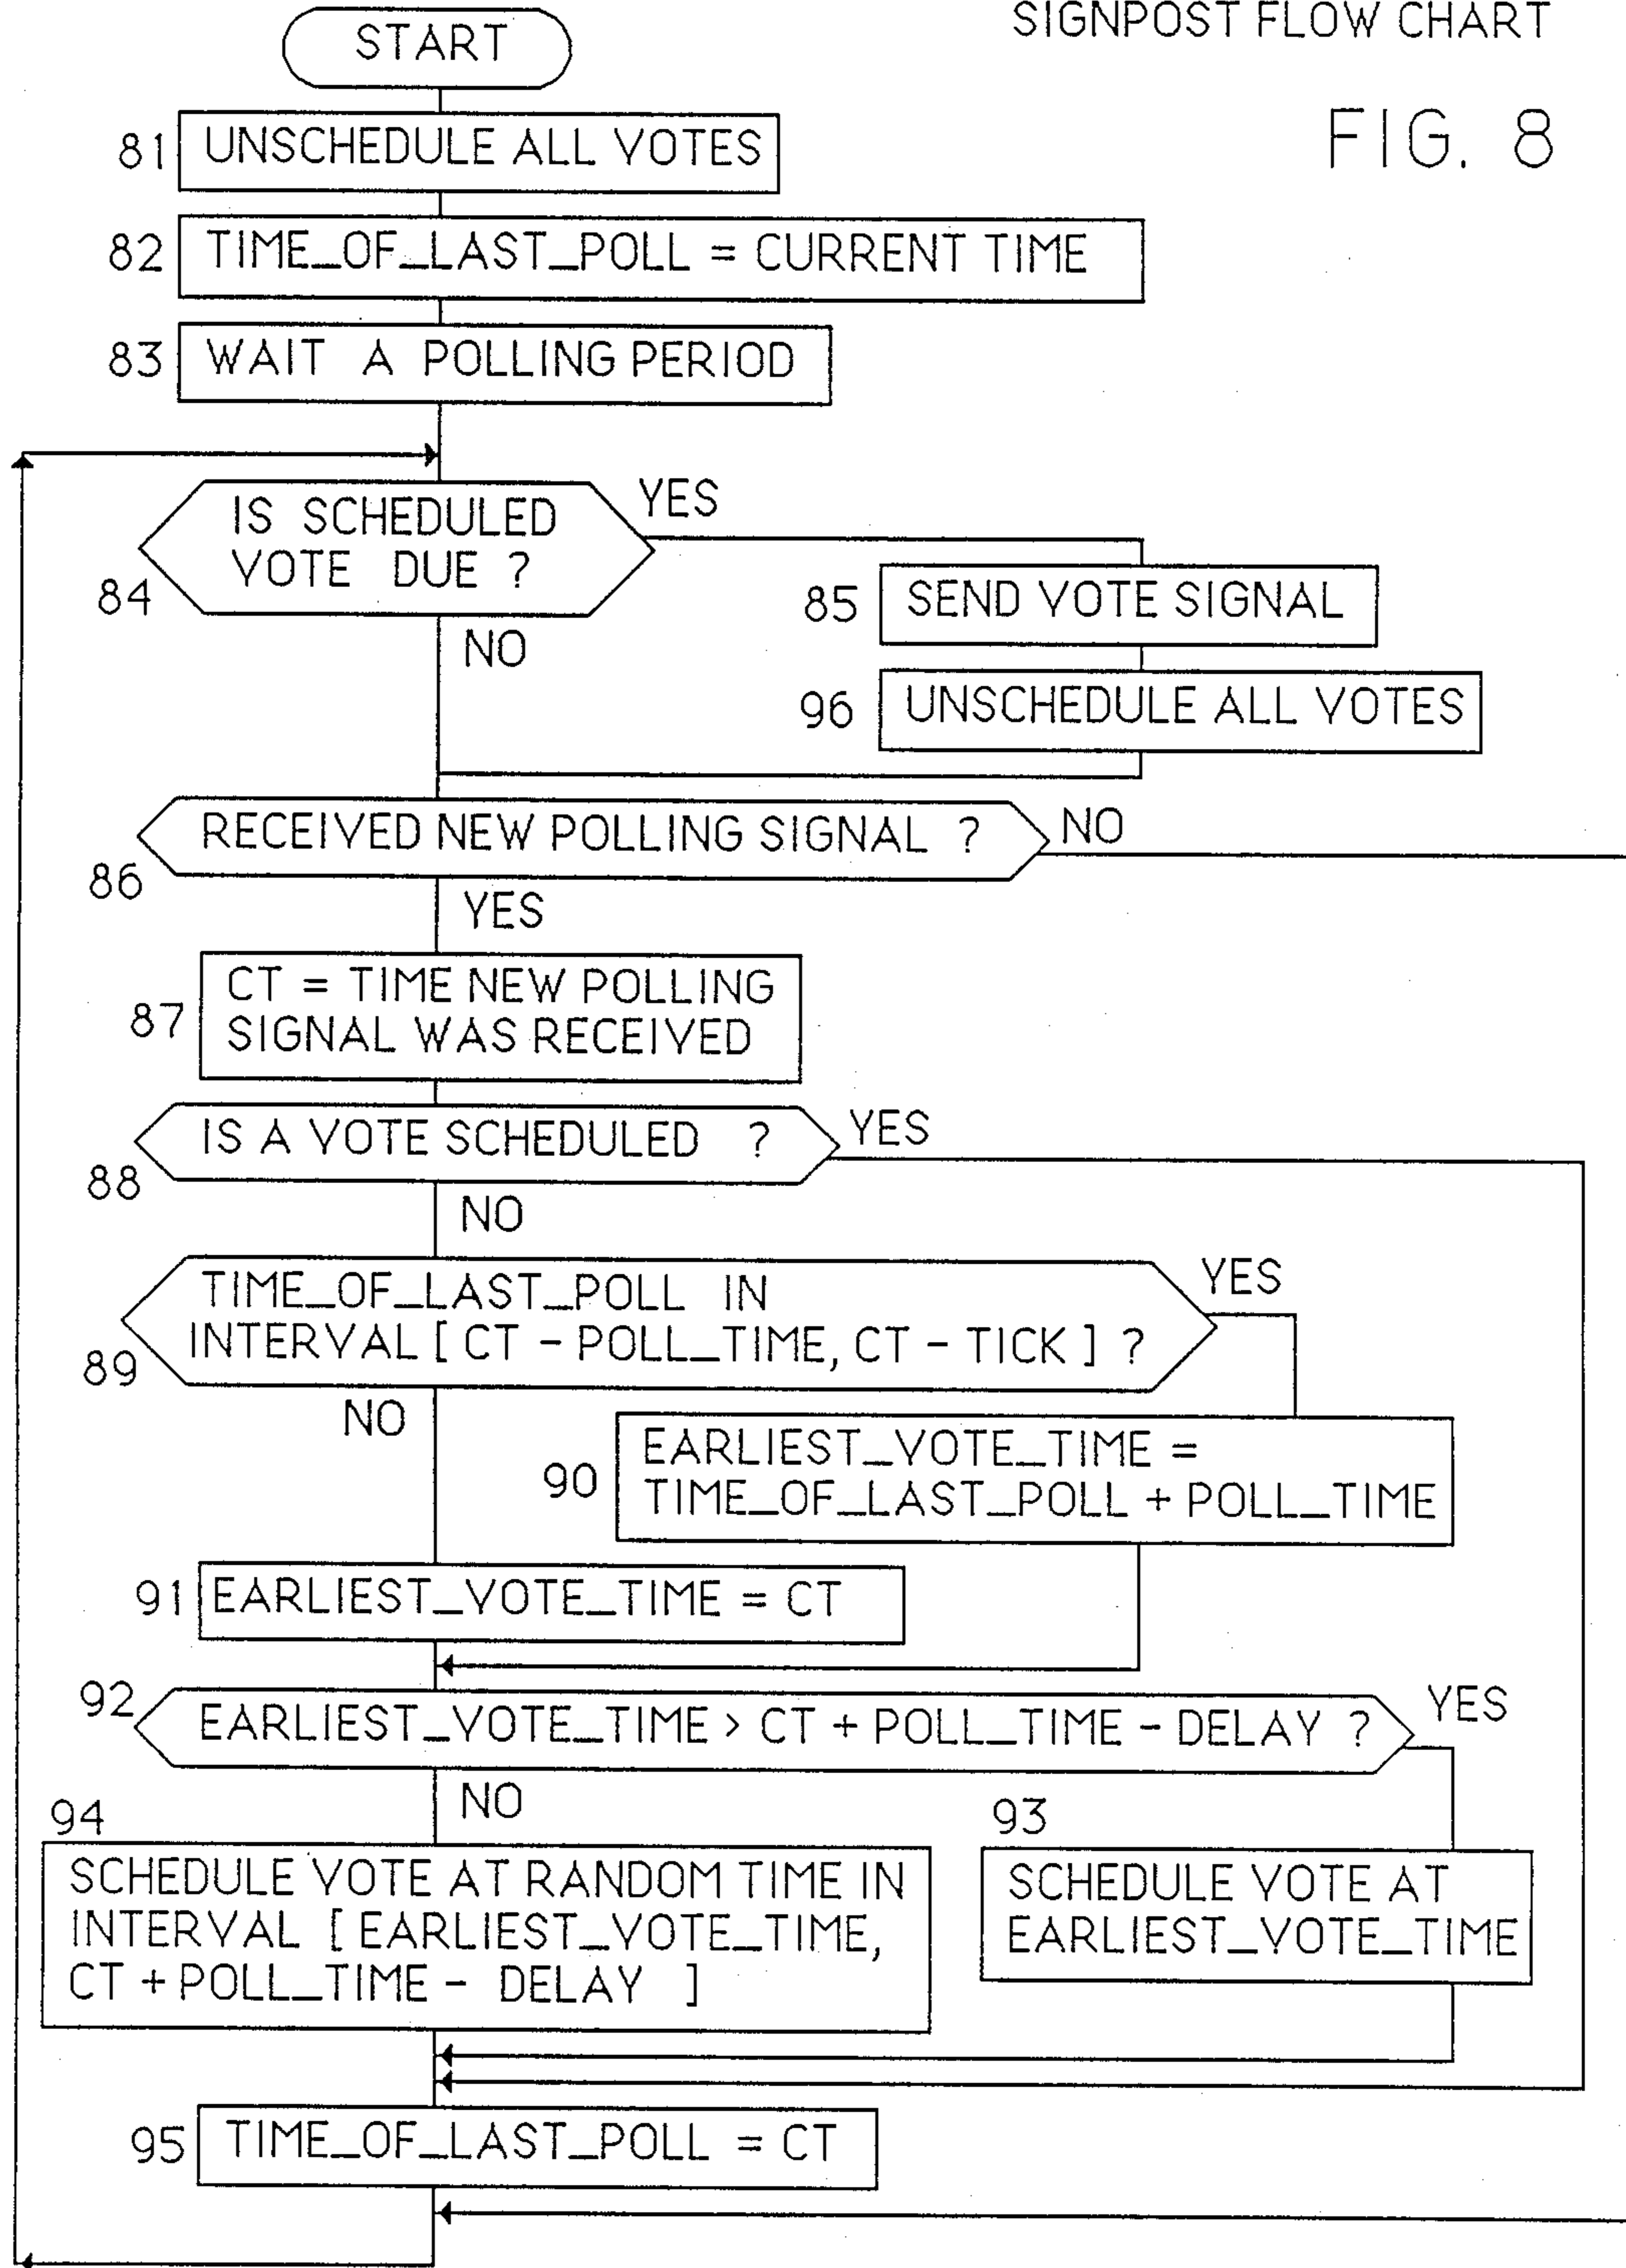 SIGNPOST FLOW CHART
FIG. 8
START
81
UNSCHEDULE ALL VOTES
82
TIME_OF_LAST_POLL = CURRENT TIME
83
WAIT A POLLING PERIOD
IS SCHEDULED
VOTE DUE ?
84
YES
NO
85
SEND VOTE SIGNAL
96
UNSCHEDULE ALL VOTES
RECEIVED NEW POLLING SIGNAL ?
NO
86
YES
87
CT = TIME NEW POLLING
SIGNAL WAS RECEIVED
IS A VOTE SCHEDULED ?
YES
88
NO
TIME_OF_LAST_POLL IN
INTERVAL [ CT - POLL_TIME, CT - TICK ] ?
YES
89
NO
90
EARLIEST_VOTE_TIME =
TIME_OF_LAST_POLL + POLL_TIME
91
EARLIEST_VOTE_TIME = CT
92
EARLIEST_VOTE_TIME > CT + POLL_TIME - DELAY ?
YES
NO
94
SCHEDULE VOTE AT RANDOM TIME IN
INTERVAL [ EARLIEST_VOTE_TIME,
CT + POLL_TIME - DELAY ]
93
SCHEDULE VOTE AT
EARLIEST_VOTE_TIME
95
TIME_OF_LAST_POLL = CT